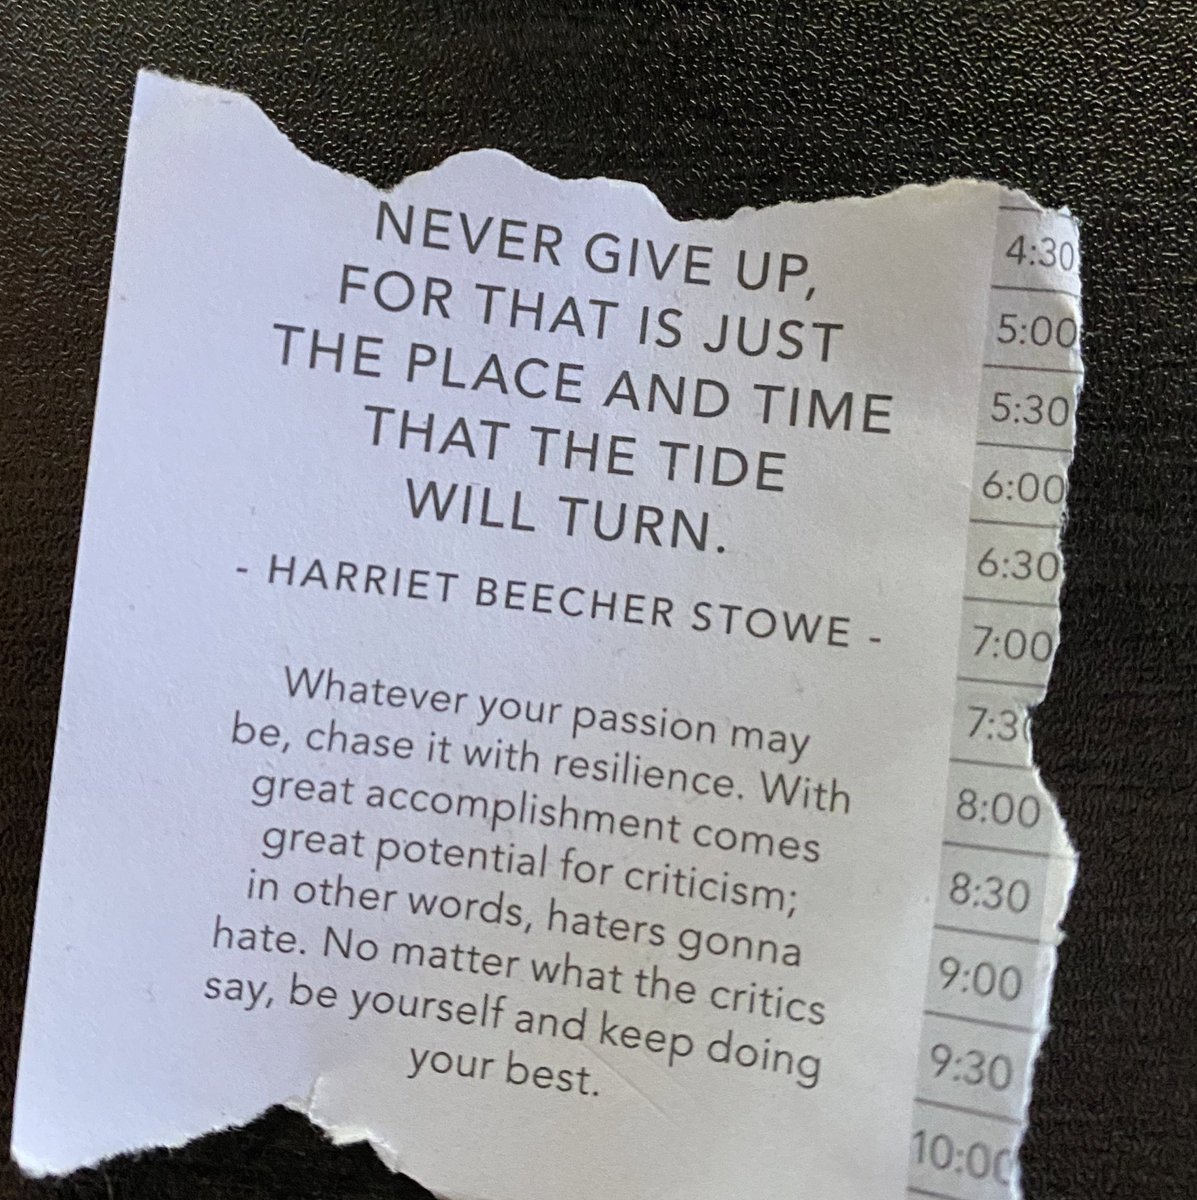 NEVER GIVE UP,
FOR THAT IS JUST
THE PLACE AND TIME
THAT THE TIDE
WILL TURN.
- HARRIET BEECHER STOWE -
Whatever your passion may
be, chase it with resilience. With
great accomplishment comes
great potential for criticism;
in other words, haters gonna
hate. No matter what the critics
say, be yourself and keep doing
your best.
4:30
5:00
5:30
6:00
6:30
7:00
7:30
8:00
8:30
9:00
9:30
10:00